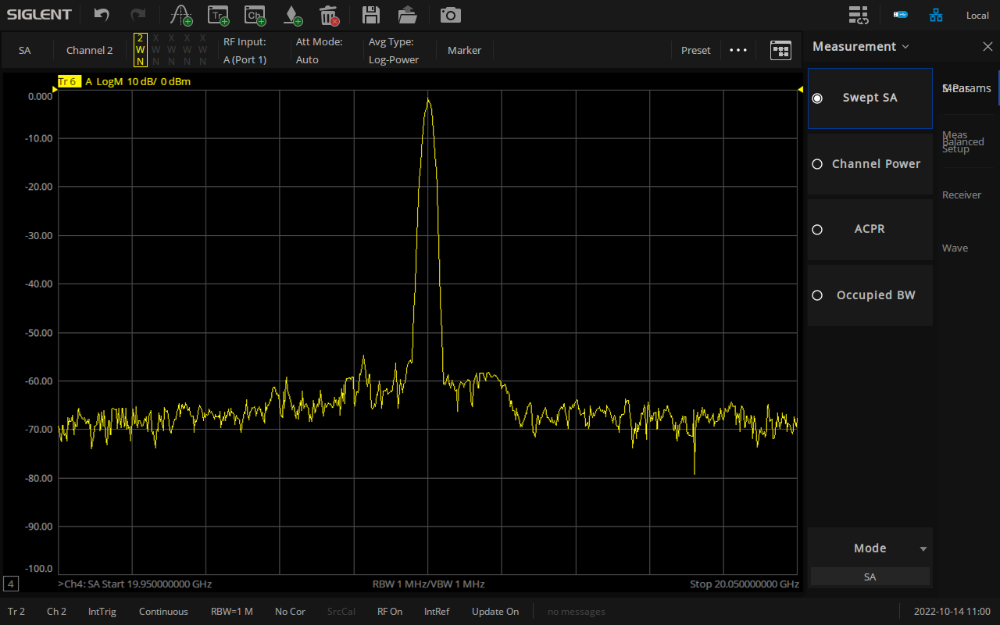 SIGLENT
Tr
Ch
Local
SA
Channel 2
2 X X X X
W W W W W
N N N N N
RF Input:
A (Port 1)
Att Mode:
Auto
Avg Type:
Log-Power
Marker
Preset
Measurement
Tr 6 A LogM 10 dB/ 0 dBm
0.000
-10.00
-20.00
-30.00
-40.00
-50.00
-60.00
-70.00
-80.00
-90.00
-100.0
4
>Ch4: SA Start 19.950000000 GHz
RBW 1 MHz/VBW 1 MHz
Stop 20.050000000 GHz
Swept SA
Channel Power
ACPR
Occupied BW
Mode
SA
Meas
Setup
Balanced
Receiver
Wave
Tr 2
Ch 2
IntTrig
Continuous
RBW=1 M
No Cor
SrcCal
RF On
IntRef
Update On
no messages
2022-10-14 11:00